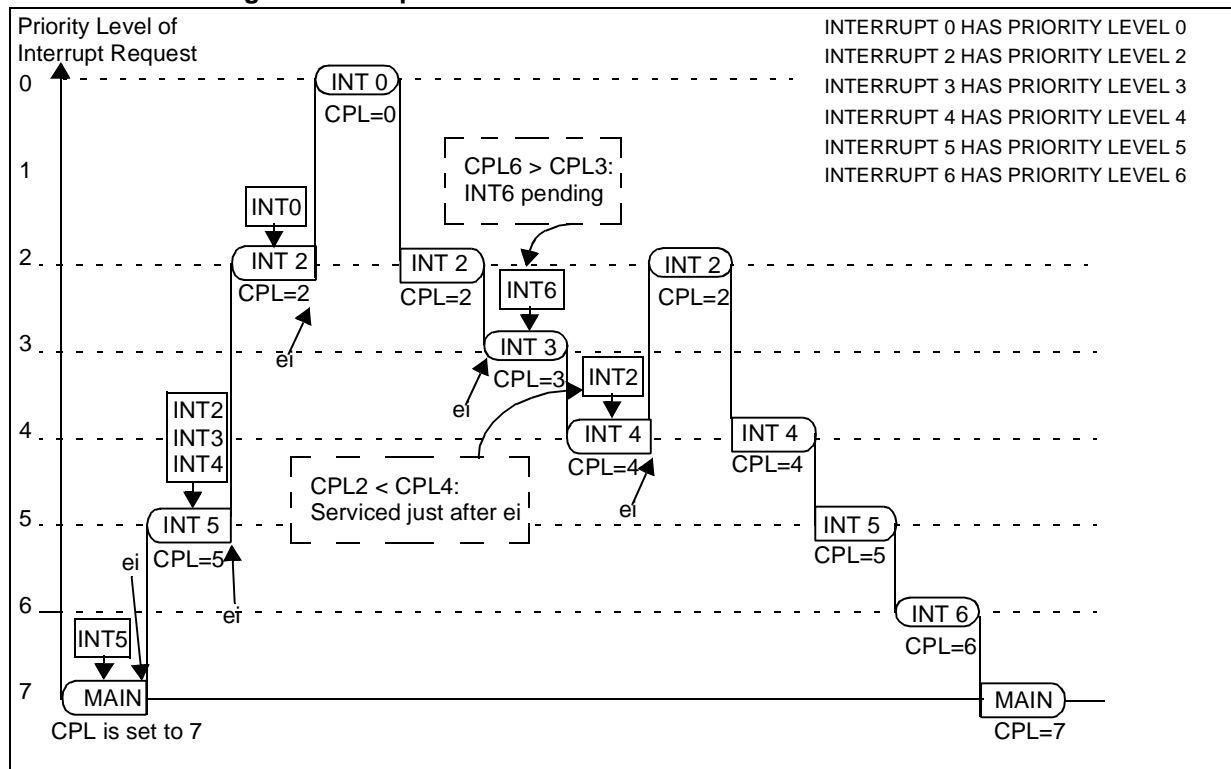 Priority Level of
Interrupt Request
INTERRUPT 0 HAS PRIORITY LEVEL 0
INTERRUPT 2 HAS PRIORITY LEVEL 2
INTERRUPT 3 HAS PRIORITY LEVEL 3
INTERRUPT 4 HAS PRIORITY LEVEL 4
INTERRUPT 5 HAS PRIORITY LEVEL 5
INTERRUPT 6 HAS PRIORITY LEVEL 6
0
INT 0
CPL=0
1
CPL6 > CPL3:
INT6 pending
INT0
2
INT 2
CPL=2
ei
INT 2
CPL=2
INT6
INT 2
CPL=2
3
INT 3
CPL=3
ei
INT2
INT2
INT3
INT4
4
INT 4
CPL=4
ei
INT 4
CPL=4
CPL2 < CPL4:
Serviced just after ei
5
INT 5
CPL=5
ei
ei
INT 5
CPL=5
6
INT5
INT 6
CPL=6
7
MAIN
CPL is set to 7
MAIN
CPL=7